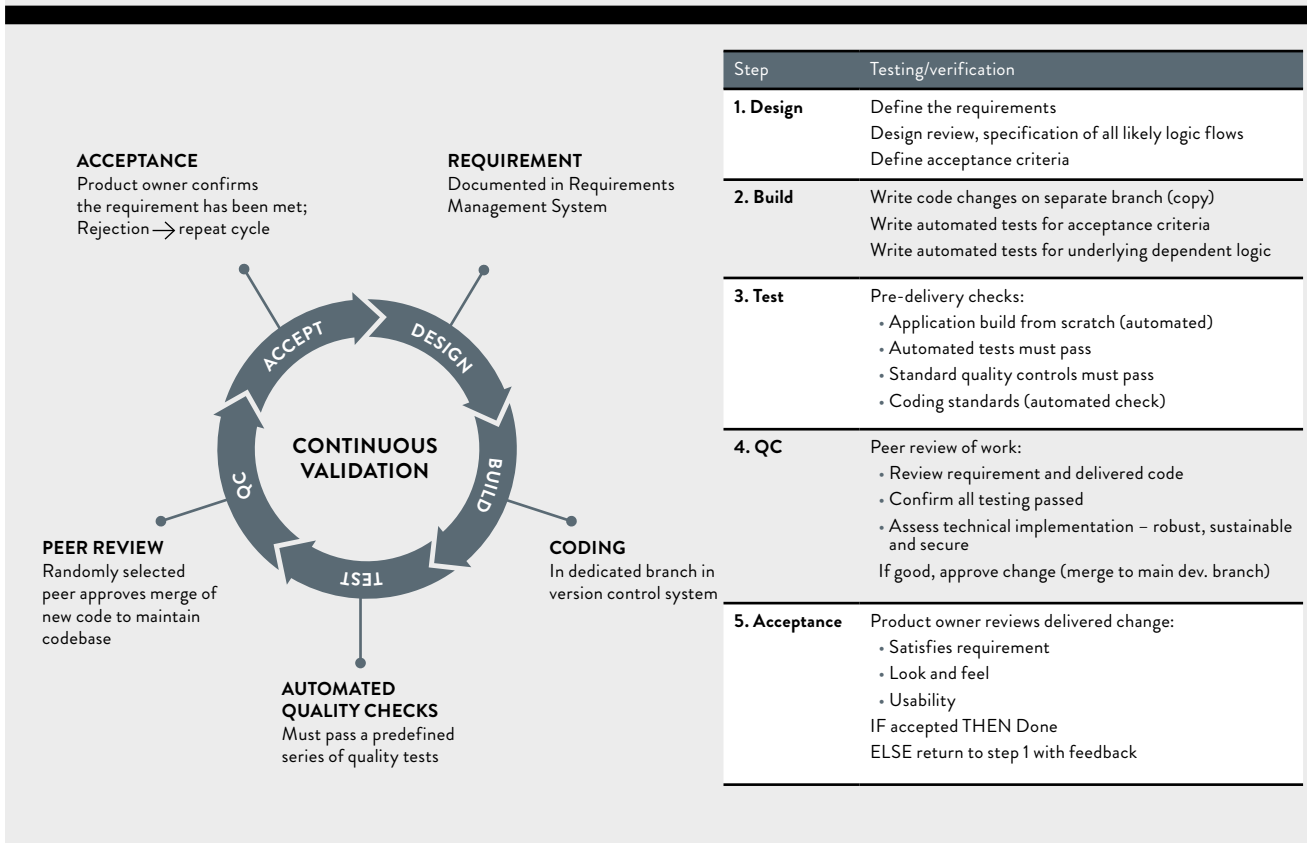 ACCEPTANCE
Product owner confirms
the requirement has been met;
Rejection → repeat cycle
REQUIREMENT
Documented in Requirements
Management System
ACCEPT
DESIGN
BUILD
TEST
QC
CONTINUOUS
VALIDATION
PEER REVIEW
Randomly selected
peer approves merge of
new code to maintain
codebase
CODING
In dedicated branch in
version control system
AUTOMATED
QUALITY CHECKS
Must pass a predefined
series of quality tests
Step Testing/verification
1. Design Define the requirements
Design review, specification of all likely logic flows
Define acceptance criteria
2. Build Write code changes on separate branch (copy)
Write automated tests for acceptance criteria
Write automated tests for underlying dependent logic
3. Test Pre-delivery checks:
• Application build from scratch (automated)
• Automated tests must pass
• Standard quality controls must pass
• Coding standards (automated check)
4. QC Peer review of work:
• Review requirement and delivered code
• Confirm all testing passed
• Assess technical implementation – robust, sustainable
and secure
If good, approve change (merge to main dev. branch)
5. Acceptance Product owner reviews delivered change:
• Satisfies requirement
• Look and feel
• Usability
IF accepted THEN Done
ELSE return to step 1 with feedback